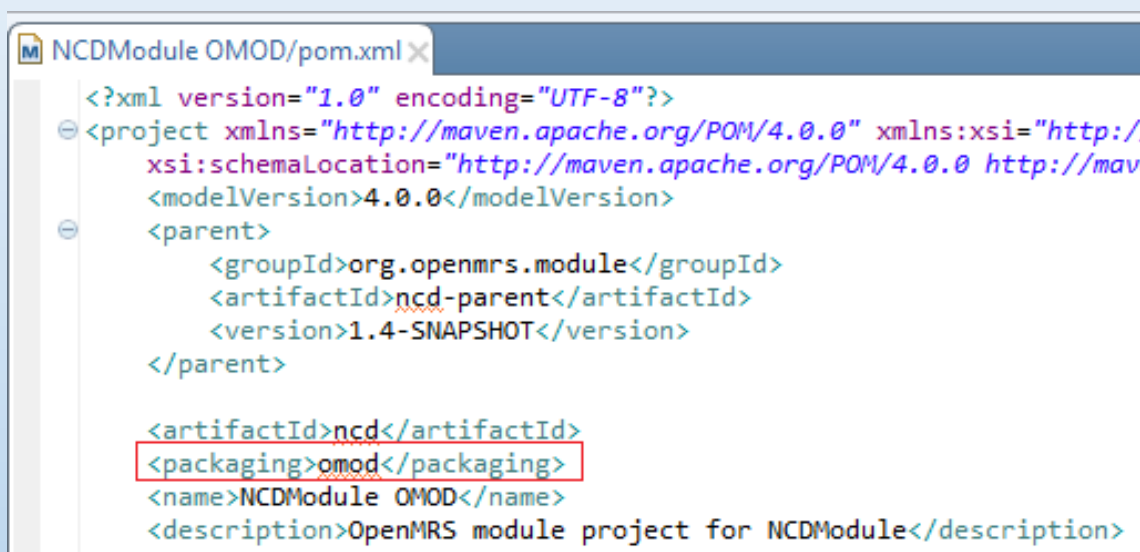 NCDModule OMOD/pom.xml
<?xml version="1.0" encoding="UTF-8"?>
<project xmlns="http://maven.apache.org/POM/4.0.0" xmlns:xsi="http:/
xsi:schemaLocation="http://maven.apache.org/POM/4.0.0 http://mav
<modelVersion>4.0.0</modelVersion>
<parent>
<groupId>org.openmrs.module</groupId>
<artifactId>ncd-parent</artifactId>
<version>1.4-SNAPSHOT</version>
</parent>
<artifactId>ncd</artifactId>
<packaging>omod</packaging>
<name>NCDModule OMOD</name>
<description>OpenMRS module project for NCDModule</description>